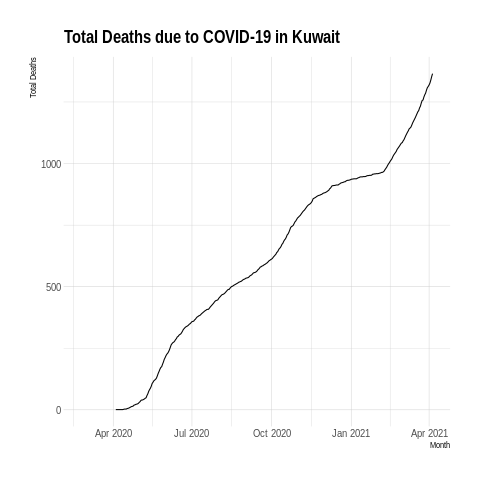 Total Deaths due to COVID-19 in Kuwait
Total Deaths
1000
500
0
Apr 2020 Jul 2020 Oct 2020 Jan 2021 Apr 2021
Month